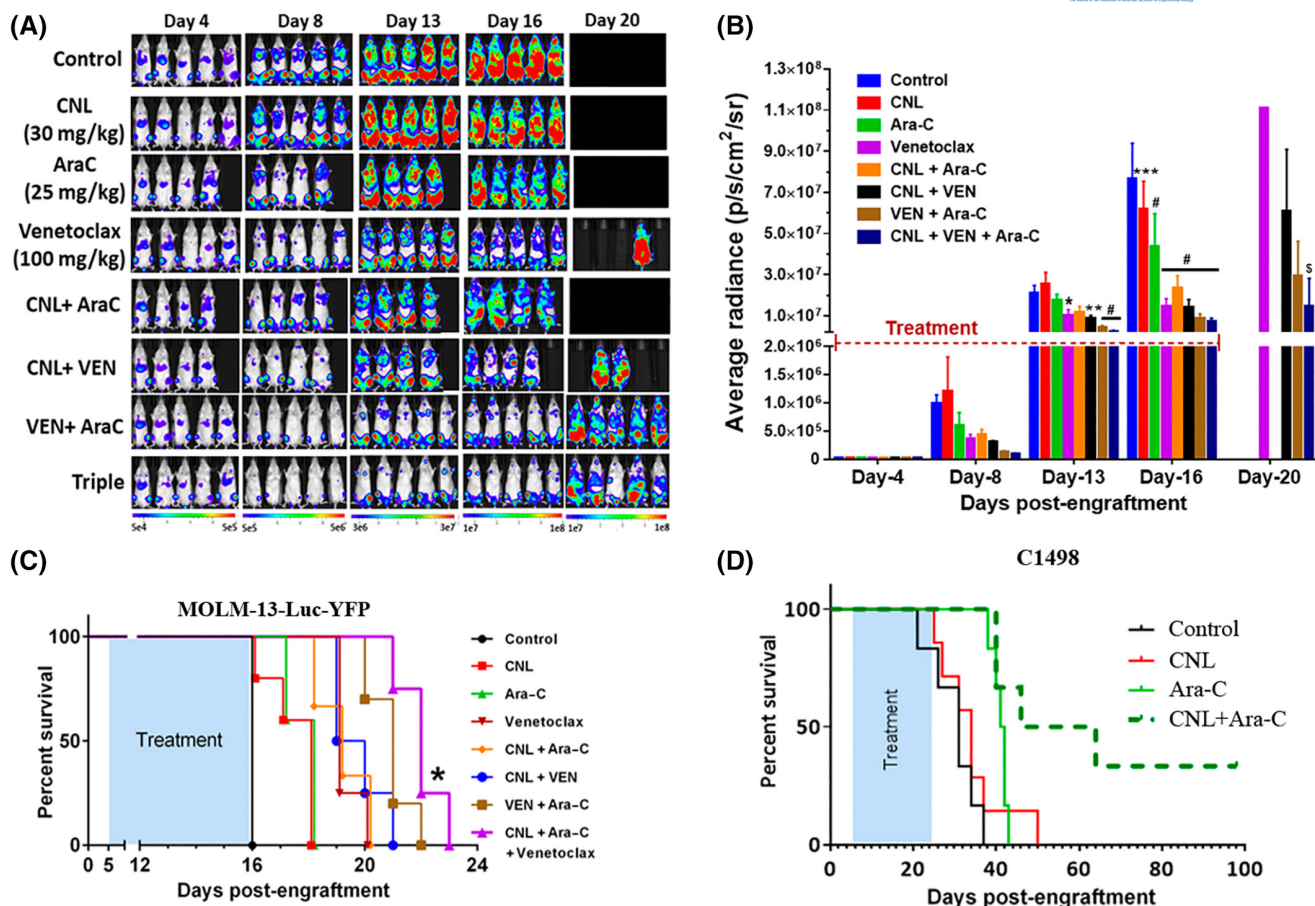 (A)
Day 4 Day 8 Day 13 Day 16 Day 20
Control
CNL
(30 mg/kg)
AraC
(25 mg/kg)
Venetoclax
(100 mg/kg)
CNL+ AraC
CNL+ VEN
VEN+ AraC
Triple
5e4 5e5 5e5 5e6 3e6 3e7 1e7 1e8 1e7 1e8
(B)
Average radiance (p/s/cm²/sr)
1.3×10⁸
1.1×10⁸
9.0×10⁷
7.0×10⁷
5.0×10⁷
3.0×10⁷
1.0×10⁷
2.0×10⁶
1.5×10⁶
1.0×10⁶
5.0×10⁵
Control
CNL
Ara-C
Venetoclax
CNL + Ara-C
CNL + VEN
VEN + Ara-C
CNL + VEN + Ara-C
Treatment
* ** #
*** # #
$
Day-4 Day-8 Day-13 Day-16 Day-20
Days post-engraftment
(C)
MOLM-13-Luc-YFP
Percent survival
100
50
0
Treatment
*
0 5 12 16 20 24
Days post-engraftment
Control
CNL
Ara-C
Venetoclax
CNL + Ara-C
CNL + VEN
VEN + Ara-C
CNL + Ara-C
+ Venetoclax
(D)
C1498
Percent survival
100
50
0
Treatment
0 20 40 60 80 100
Days post-engraftment
Control
CNL
Ara-C
CNL+Ara-C